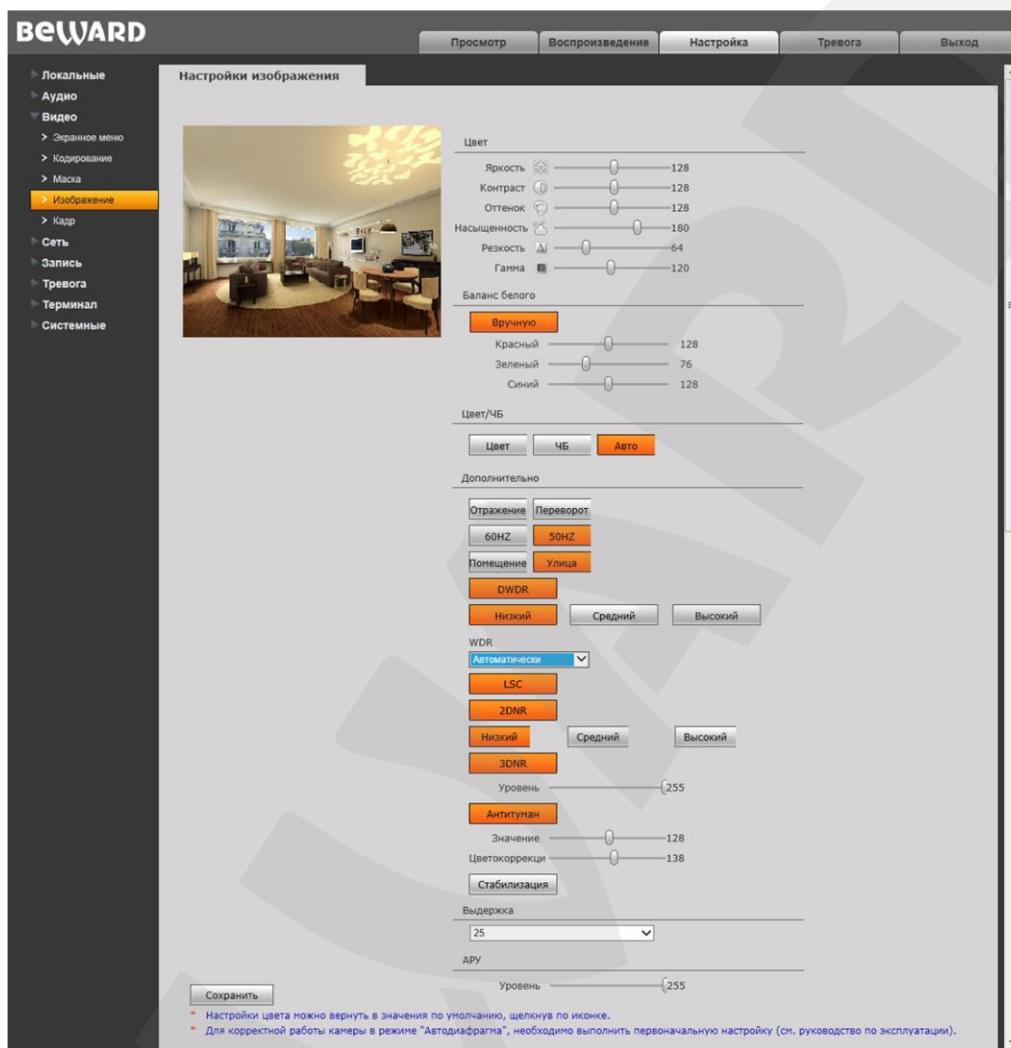 BEWARD
Просмотр Воспроизведение Настройка Тревога Выход
Локальные
Аудио
Видео
Экранное меню
Кодирование
Маска
Изображение
Кадр
Сеть
Запись
Тревога
Терминал
Системные
Настройки изображения
Цвет
Яркость 128
Контраст 128
Оттенок 128
Насыщенность 180
Резкость 64
Гамма 120
Баланс белого
Вручную
Красный 128
Зеленый 76
Синий 128
Цвет/ЧБ
Цвет ЧБ Авто
Дополнительно
Отражение Переворот
60HZ 50HZ
Помещение Улица
DWDR
Низкий Средний Высокий
WDR
Автоматически
LSC
2DNR
Низкий Средний Высокий
3DNR
Уровень 255
Антитуман
Значение 128
Цветокоррекци 138
Стабилизация
Выдержка
25
АРУ
Уровень 255
Сохранить
* Настройки цвета можно вернуть в значения по умолчанию, щелкнув по иконке.
* Для корректной работы камеры в режиме "Автодиафрагма", необходимо выполнить первоначальную настройку (см. руководство по эксплуатации).